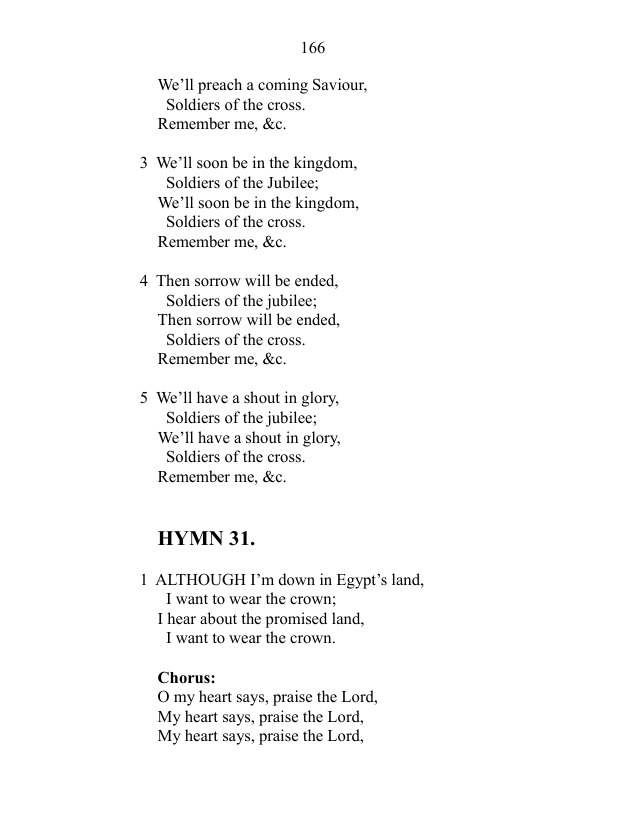 166
We’ll preach a coming Saviour,
Soldiers of the cross.
Remember me, &c.
3 We’ll soon be in the kingdom,
Soldiers of the Jubilee;
We’ll soon be in the kingdom,
Soldiers of the cross.
Remember me, &c.
4 Then sorrow will be ended,
Soldiers of the jubilee;
Then sorrow will be ended,
Soldiers of the cross.
Remember me, &c.
5 We’ll have a shout in glory,
Soldiers of the jubilee;
We’ll have a shout in glory,
Soldiers of the cross.
Remember me, &c.
HYMN 31.
1 ALTHOUGH I’m down in Egypt’s land,
I want to wear the crown;
I hear about the promised land,
I want to wear the crown.
Chorus:
O my heart says, praise the Lord,
My heart says, praise the Lord,
My heart says, praise the Lord,